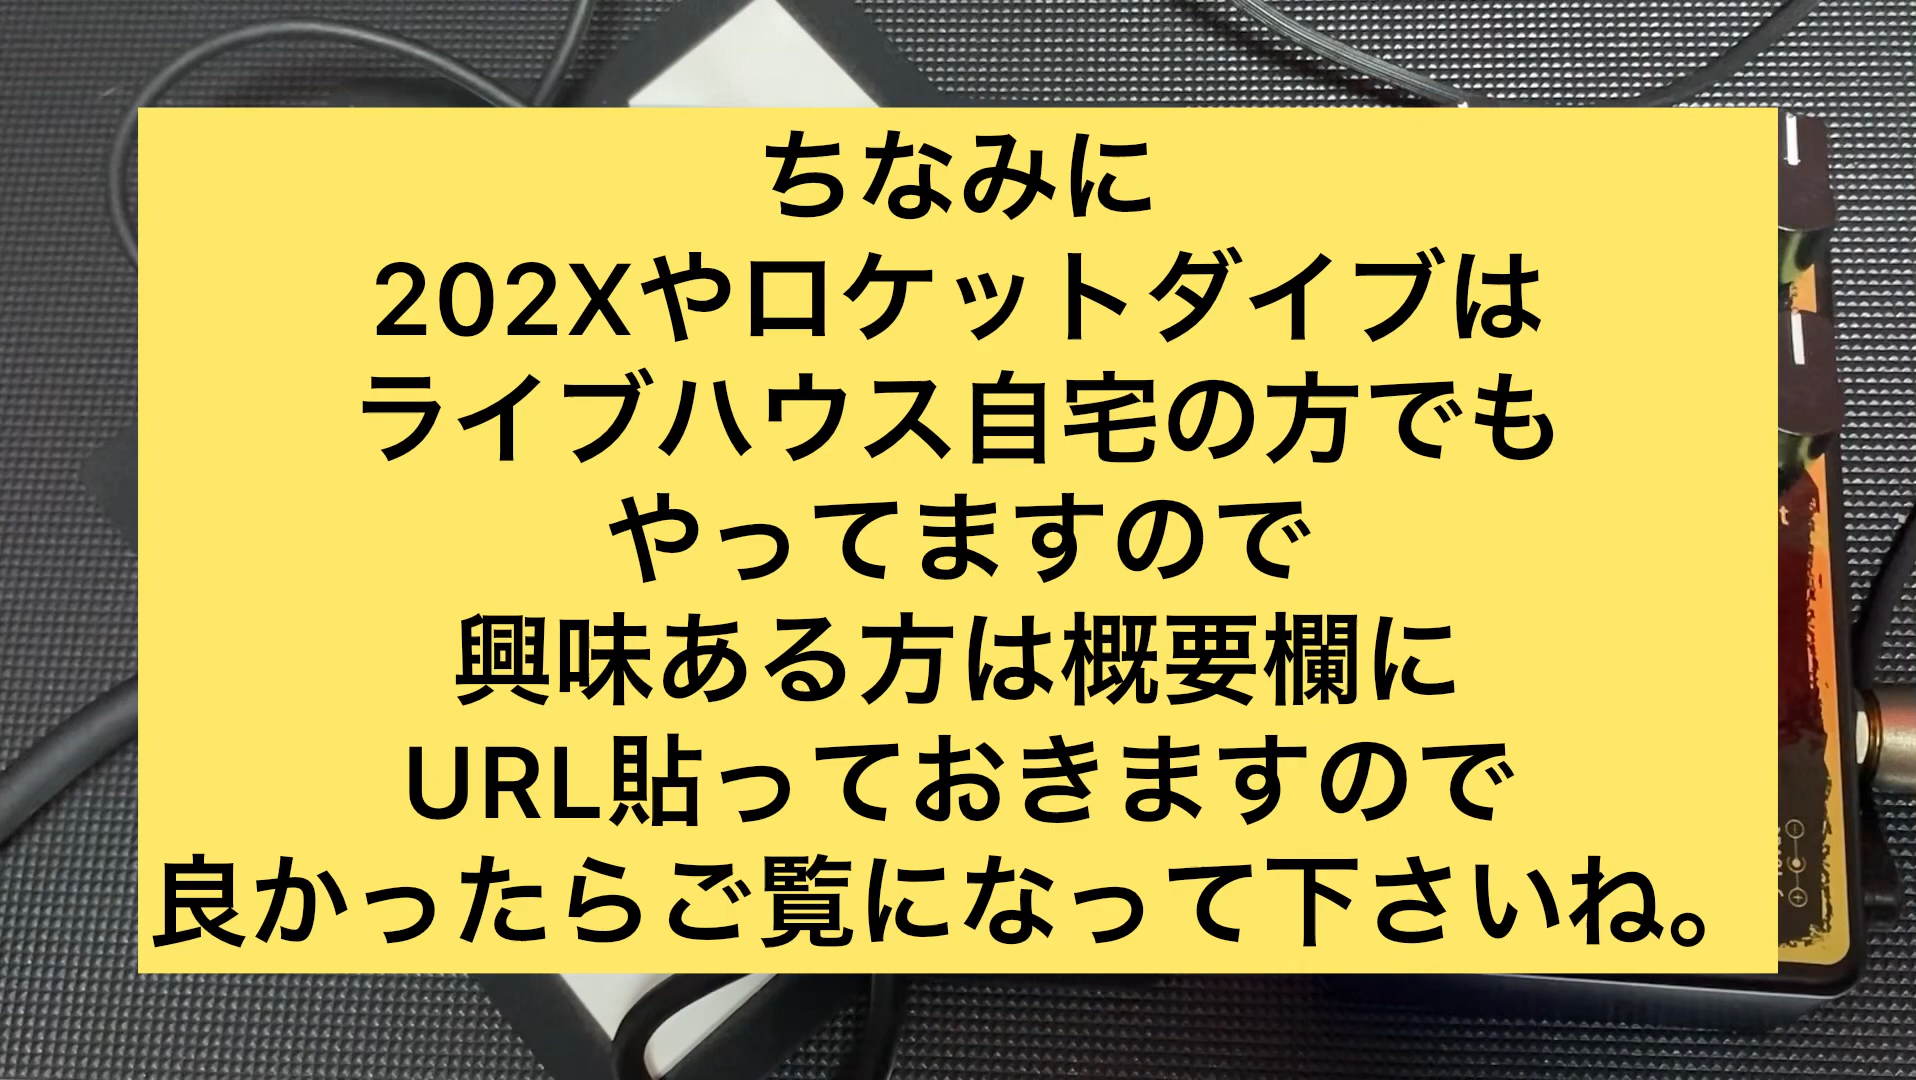 ちなみに
202Xやロケットダイブは
ライブハウス自宅の方でも
やってますので
興味ある方は概要欄に
URL貼っておきますので
良かったらご覧になって下さいね。